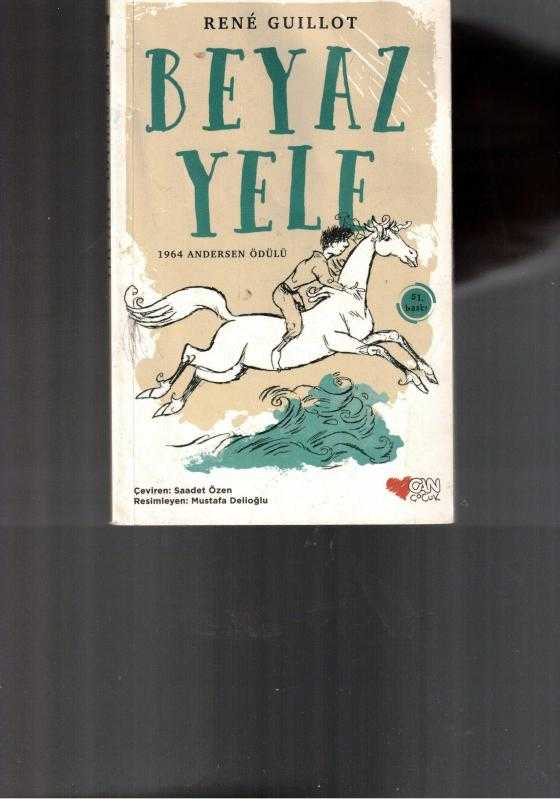 RENÉ GUILLOT
BEYAZ
YELE
1964 ANDERSEN ÖDÜLÜ
51.
baskı
Çeviren: Saadet Özen
Resimleyen: Mustafa Delioğlu
CAN
ÇOCUK